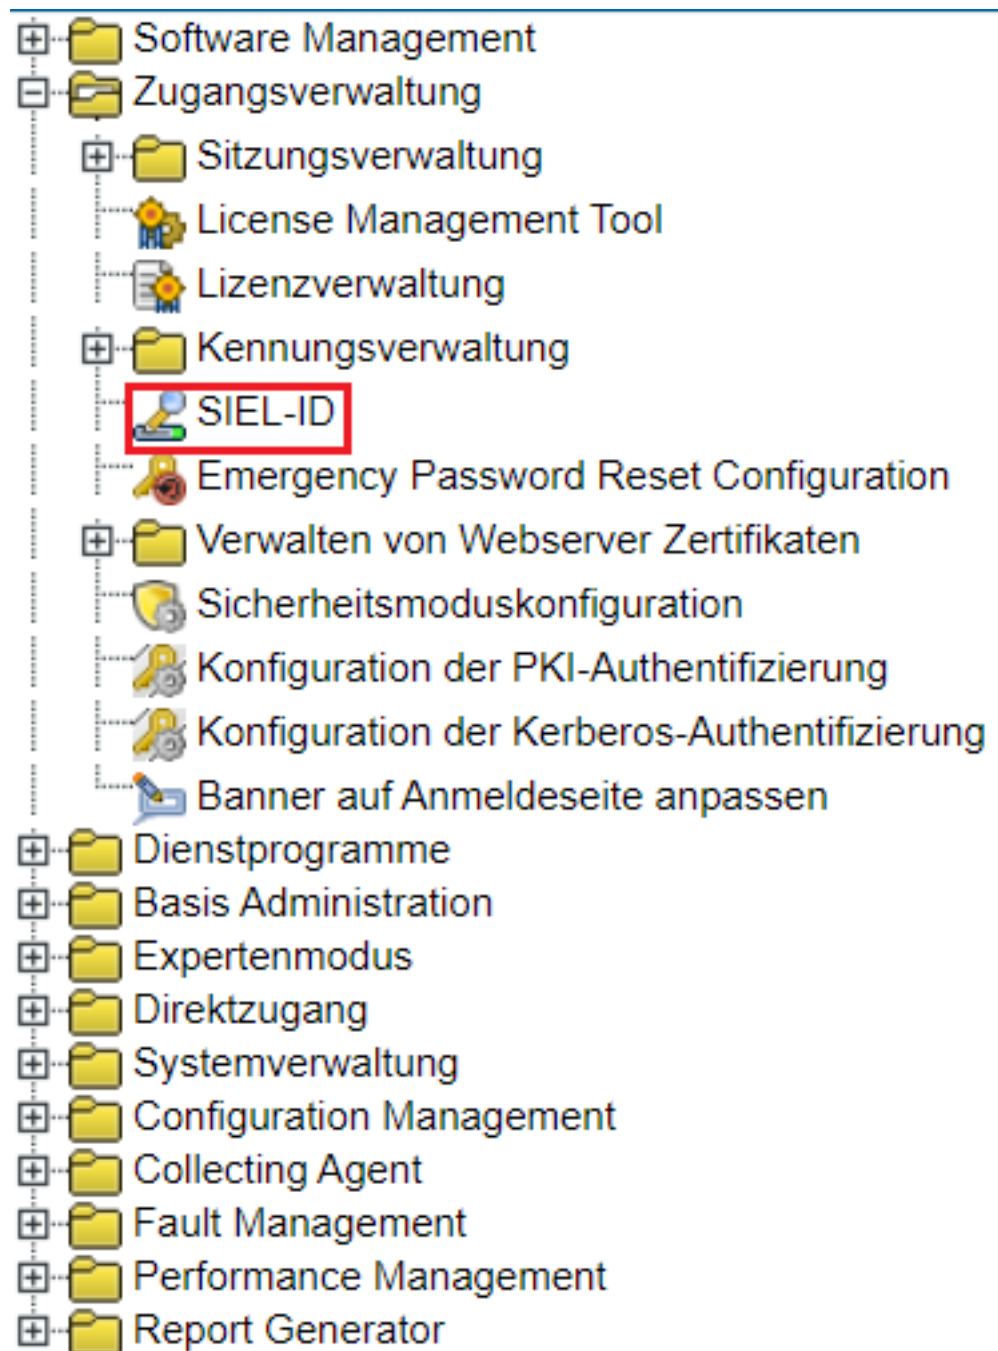 Software Management
Zugangsverwaltung
Sitzungsverwaltung
License Management Tool
Lizenzverwaltung
Kennungsverwaltung
SIEL-ID
Emergency Password Reset Configuration
Verwalten von Webserver Zertifikaten
Sicherheitsmoduskonfiguration
Konfiguration der PKI-Authentifizierung
Konfiguration der Kerberos-Authentifizierung
Banner auf Anmeldeseite anpassen
Dienstprogramme
Basis Administration
Expertenmodus
Direktzugang
Systemverwaltung
Configuration Management
Collecting Agent
Fault Management
Performance Management
Report Generator